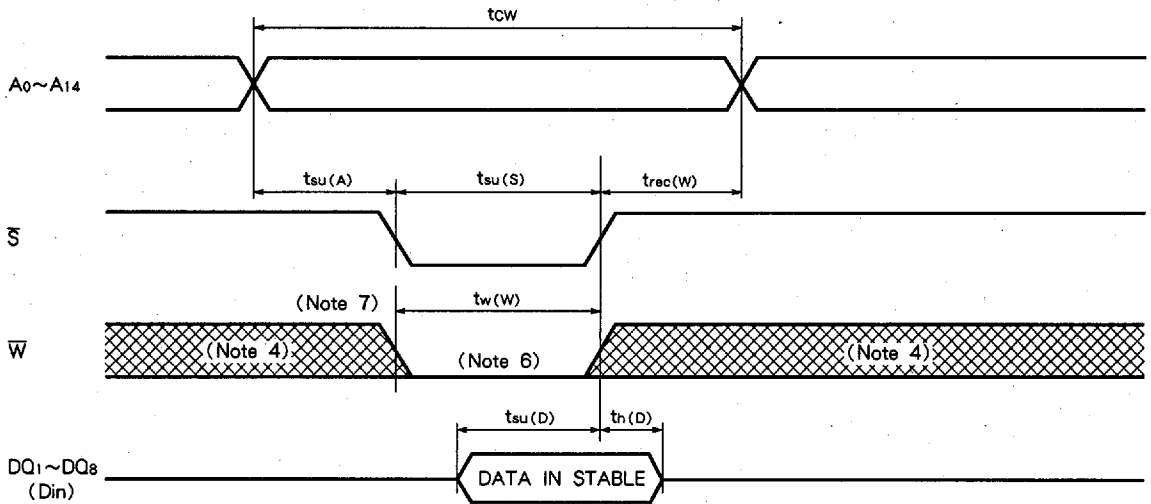 tCW
A0~A14
tsu(A) tsu(S) trec(W)
S̅
(Note 7) tw(W)
W̅ (Note 4) (Note 6) (Note 4)
tsu(D) th(D)
DQ1~DQ8
(Din)
DATA IN STABLE